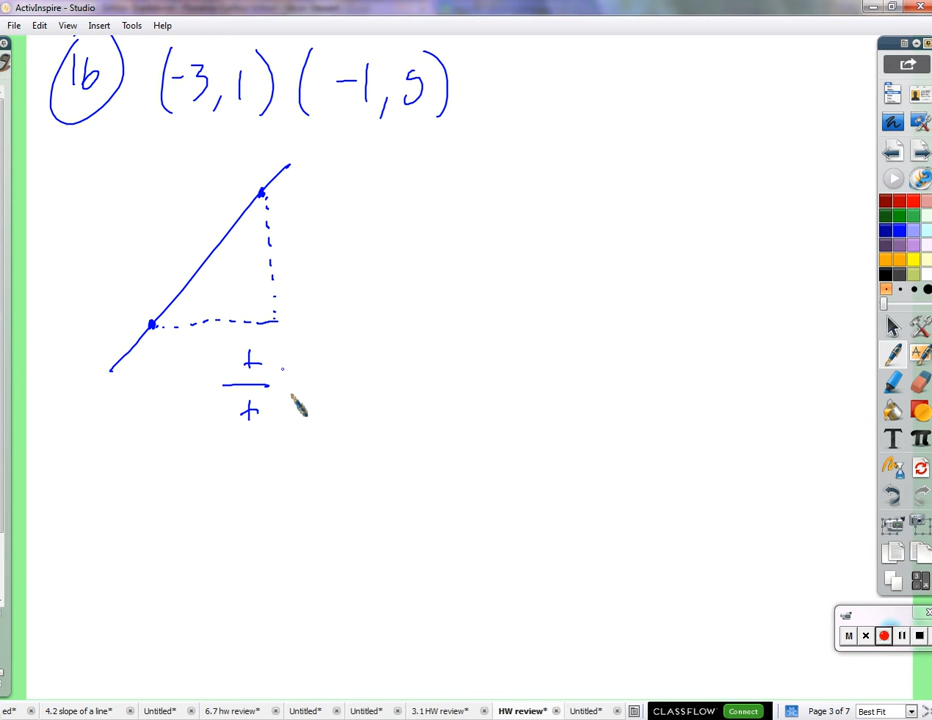 ActivInspire - Studio
File Edit View Insert Tools Help
16 (-3, 1) (-1, 5)
+
+
M
ed* 4.2 slope of a line* Untitled* 6.7 hw review* Untitled* Untitled* 3.1 HW review* HW review* Untitled* CLASSFLOW Connect Page 3 of 7 Best Fit